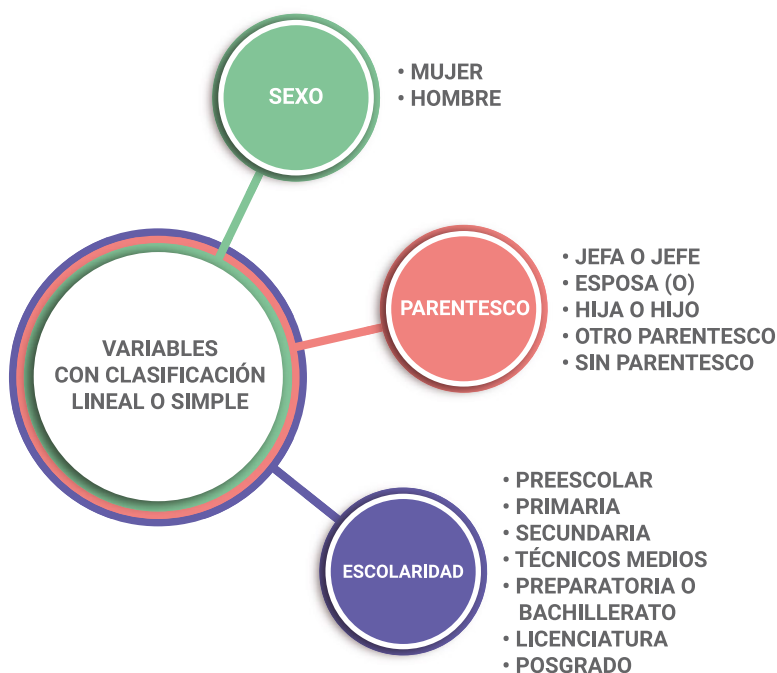 SEXO
• MUJER
• HOMBRE
VARIABLES
CON CLASIFICACIÓN
LINEAL O SIMPLE
PARENTESCO
• JEFA O JEFE
• ESPOSA (O)
• HIJA O HIJO
• OTRO PARENTESCO
• SIN PARENTESCO
ESCOLARIDAD
• PREESCOLAR
• PRIMARIA
• SECUNDARIA
• TÉCNICOS MEDIOS
• PREPARATORIA O
BACHILLERATO
• LICENCIATURA
• POSGRADO